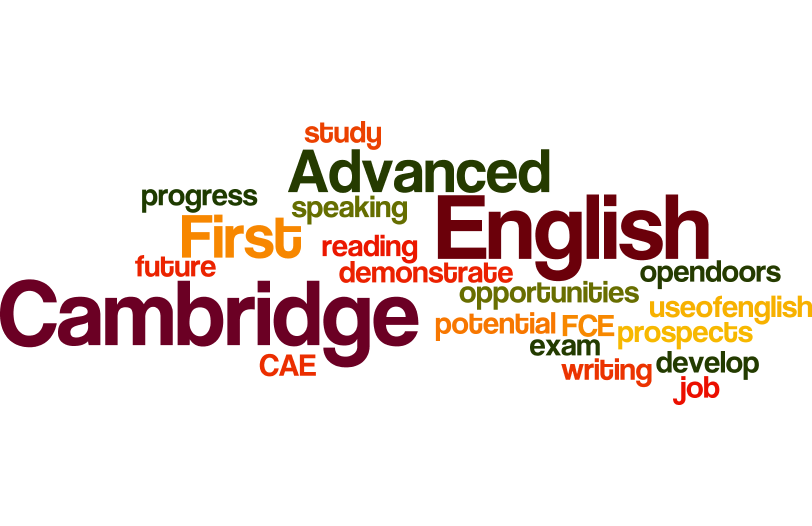 study
Advanced
progress
speaking
First
English
reading
future
demonstrate
opendoors
Cambridge
opportunities
useofenglish
potential
FCE
prospects
exam
CAE
writing
develop
job